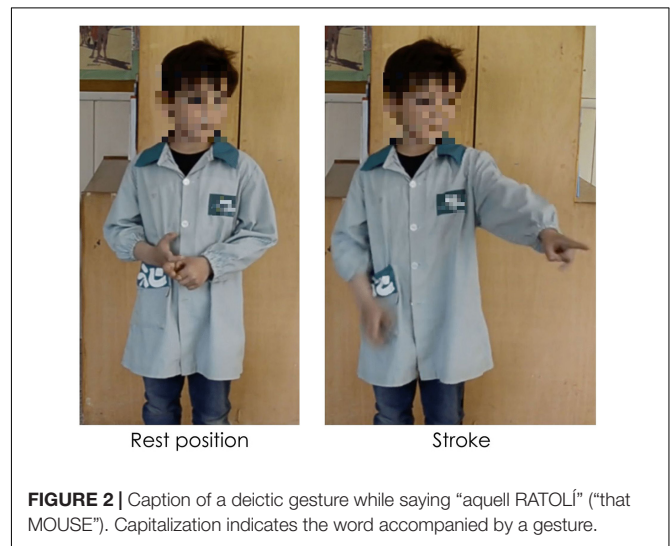 Rest position
Stroke
FIGURE 2 | Caption of a deictic gesture while saying “aquell RATOLÍ” (“that
MOUSE”). Capitalization indicates the word accompanied by a gesture.